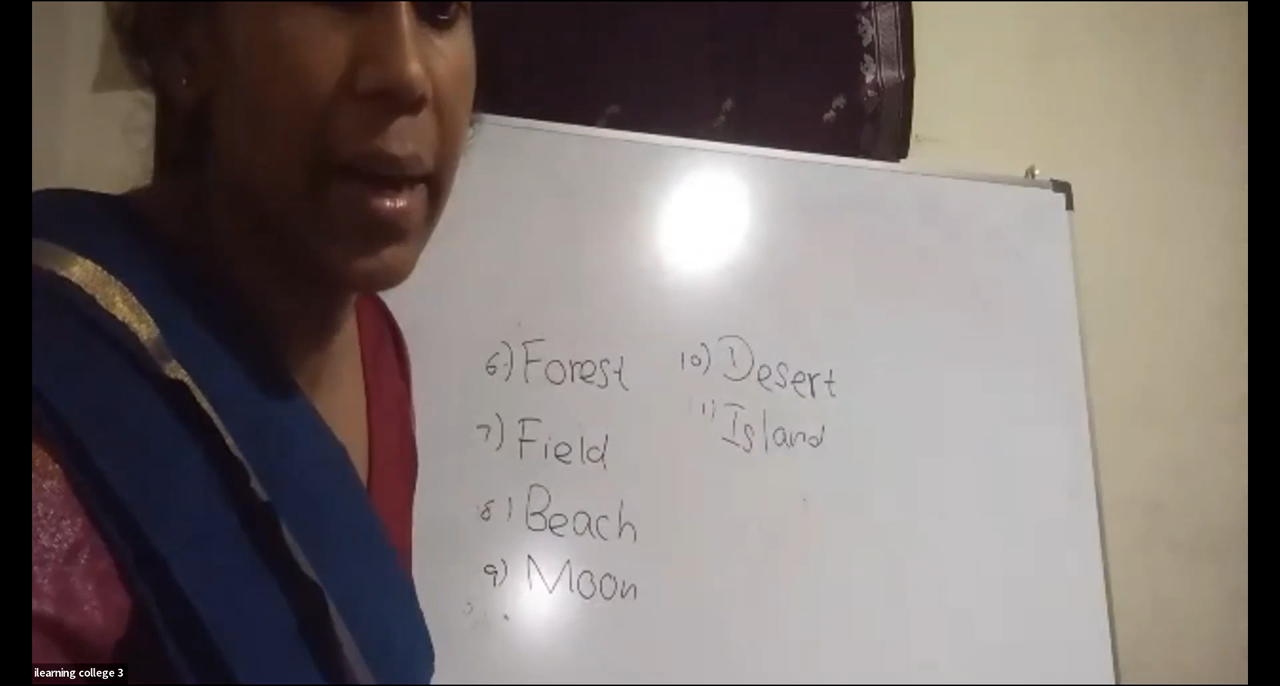 6) Forest
7) Field
8) Beach
9) Moon
10) Desert
11) Island
ilearning college 3